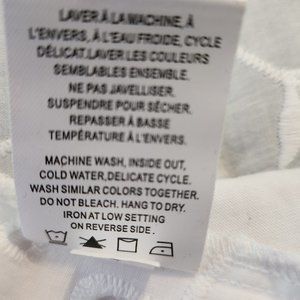 LAVER À LA MACHINE, À
L'ENVERS, À L'EAU FROIDE, CYCLE
DÉLICAT.LAVER LES COULEURS
SEMBLABLES ENSEMBLE.
NE PAS JAVELLISER.
SUSPENDRE POUR SÉCHER.
REPASSER À BASSE
TEMPÉRATURE À L'ENVERS.
MACHINE WASH, INSIDE OUT,
COLD WATER, DELICATE CYCLE.
WASH SIMILAR COLORS TOGETHER.
DO NOT BLEACH. HANG TO DRY.
IRON AT LOW SETTING
ON REVERSE SIDE.